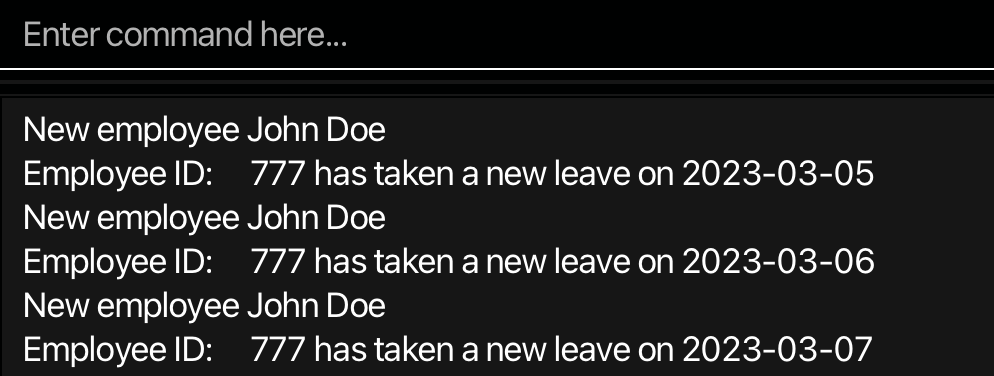 Enter command here...
New employee John Doe
Employee ID:    777 has taken a new leave on 2023-03-05
New employee John Doe
Employee ID:    777 has taken a new leave on 2023-03-06
New employee John Doe
Employee ID:    777 has taken a new leave on 2023-03-07